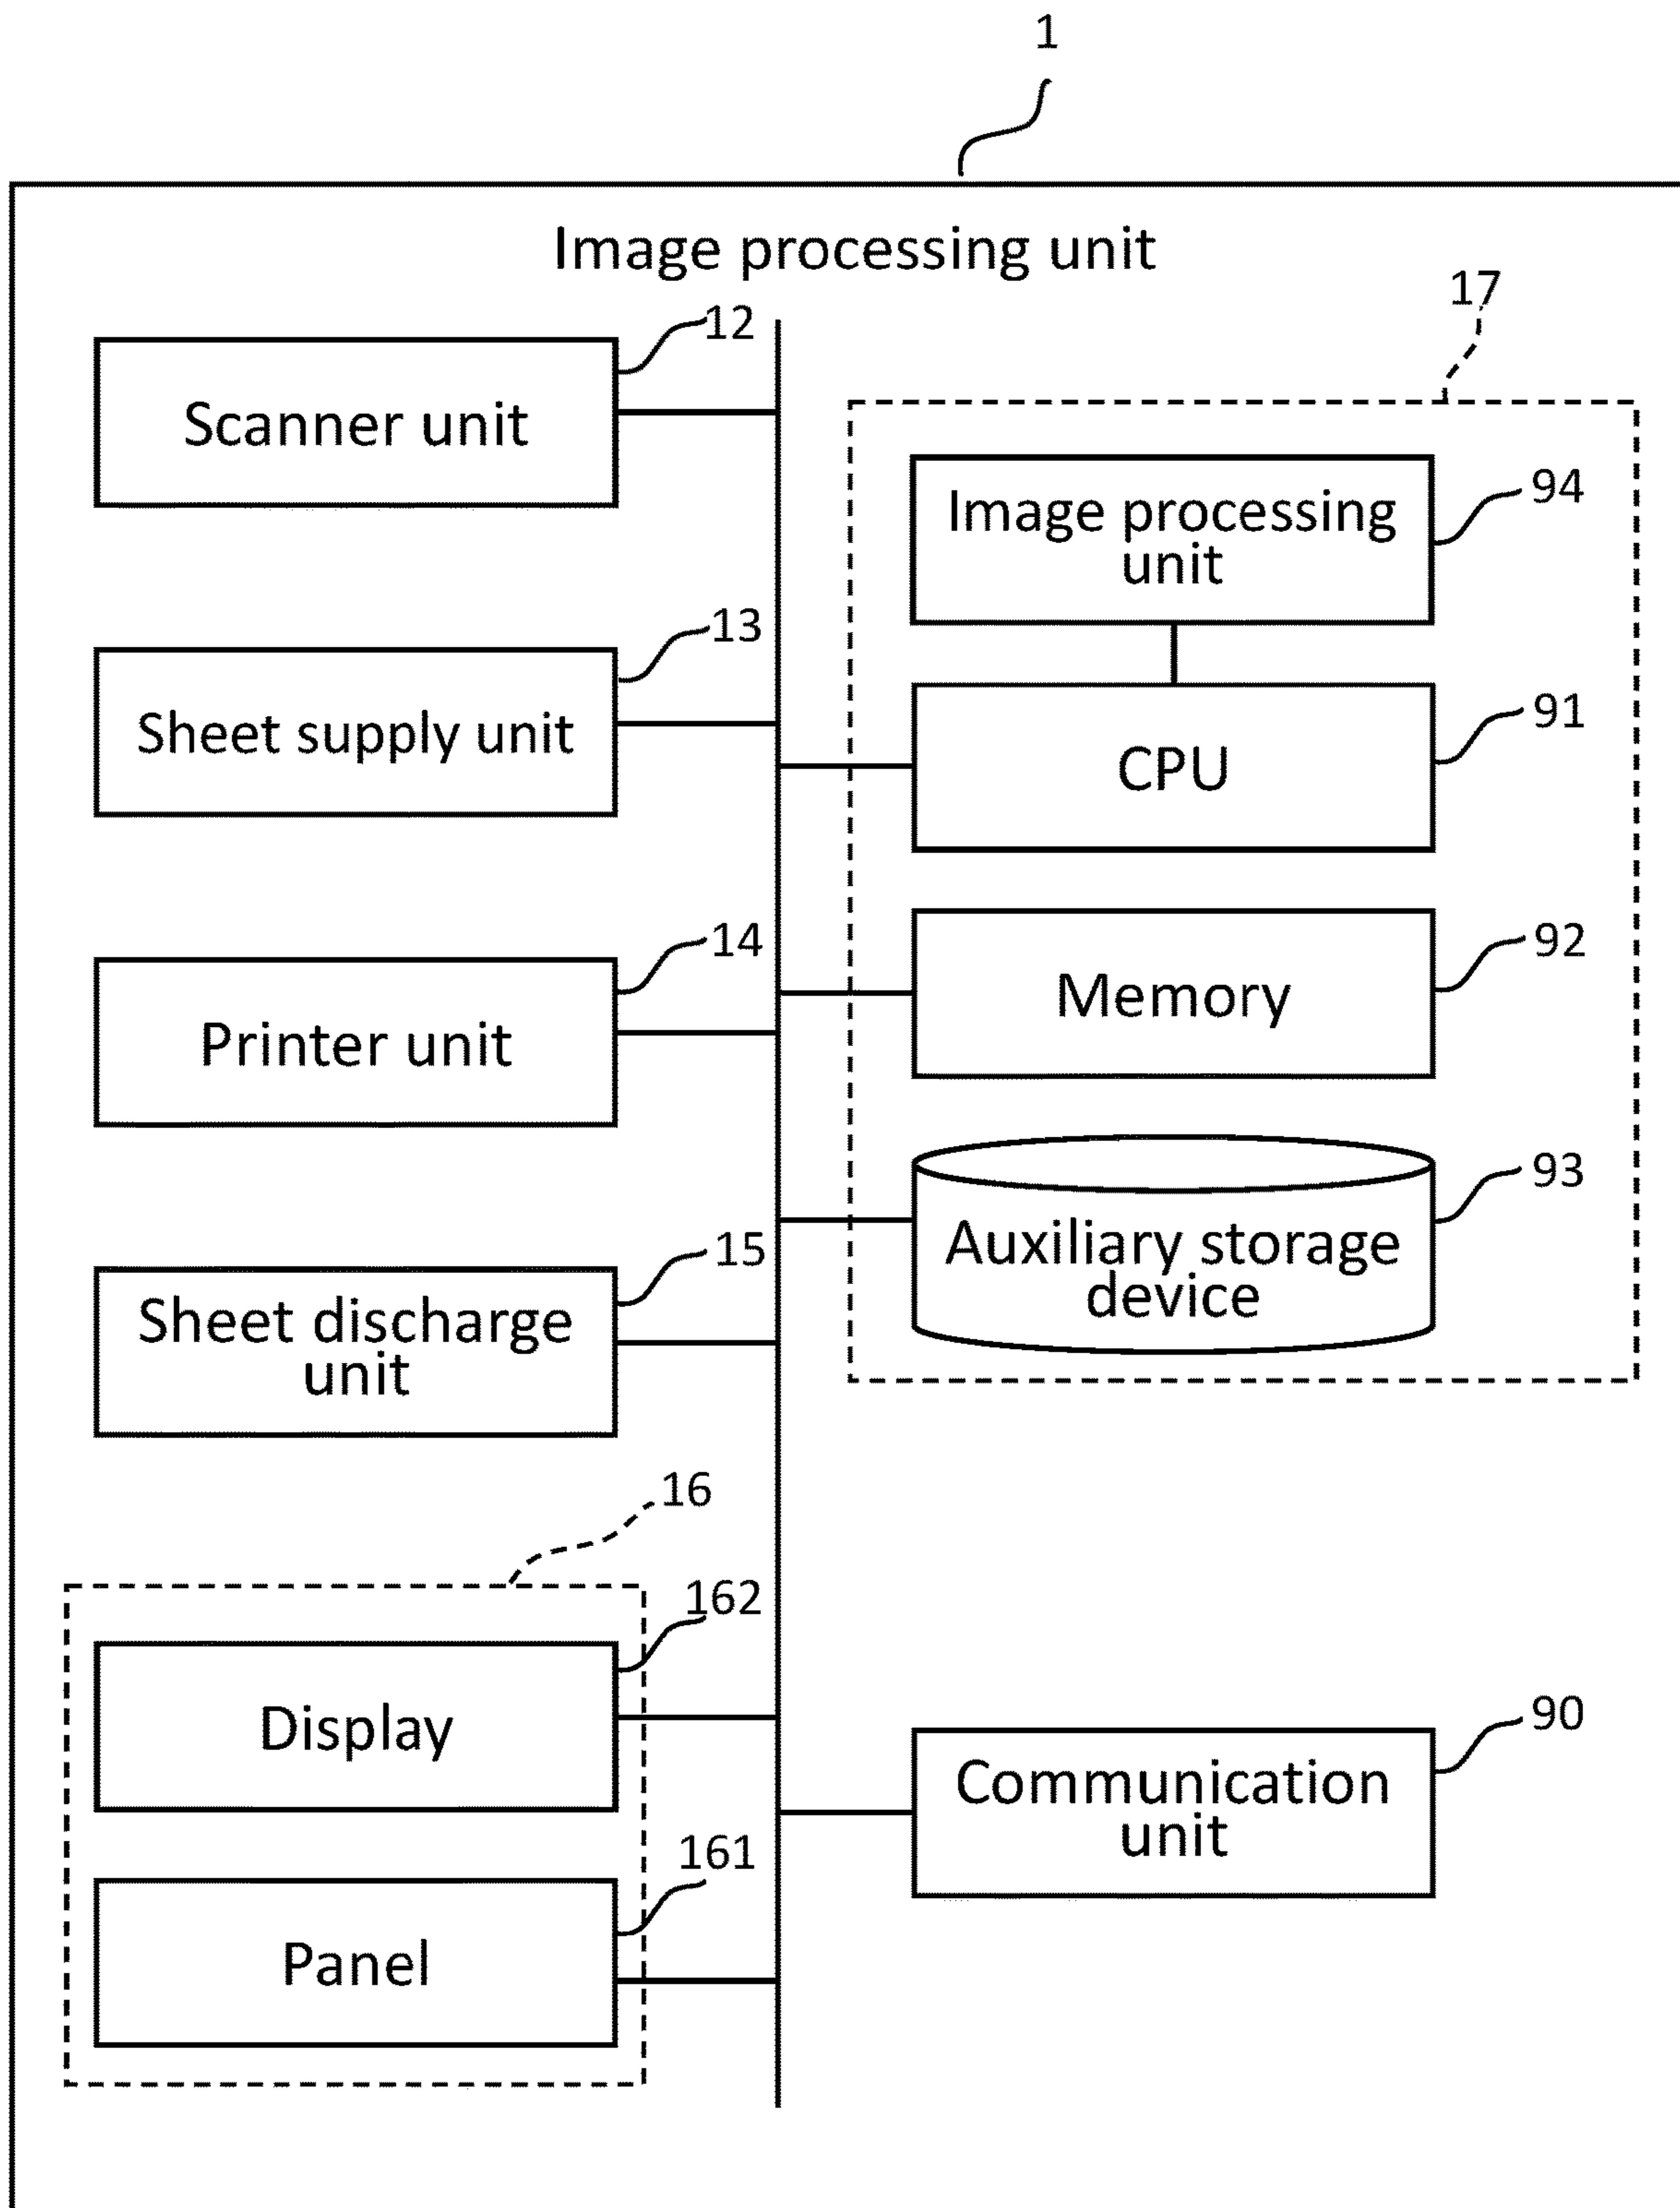 1
Image processing unit
12
Scanner unit
13
Sheet supply unit
14
Printer unit
15
Sheet discharge
unit
16
162
Display
161
Panel
17
94
Image processing
unit
91
CPU
92
Memory
93
Auxiliary storage
device
90
Communication
unit